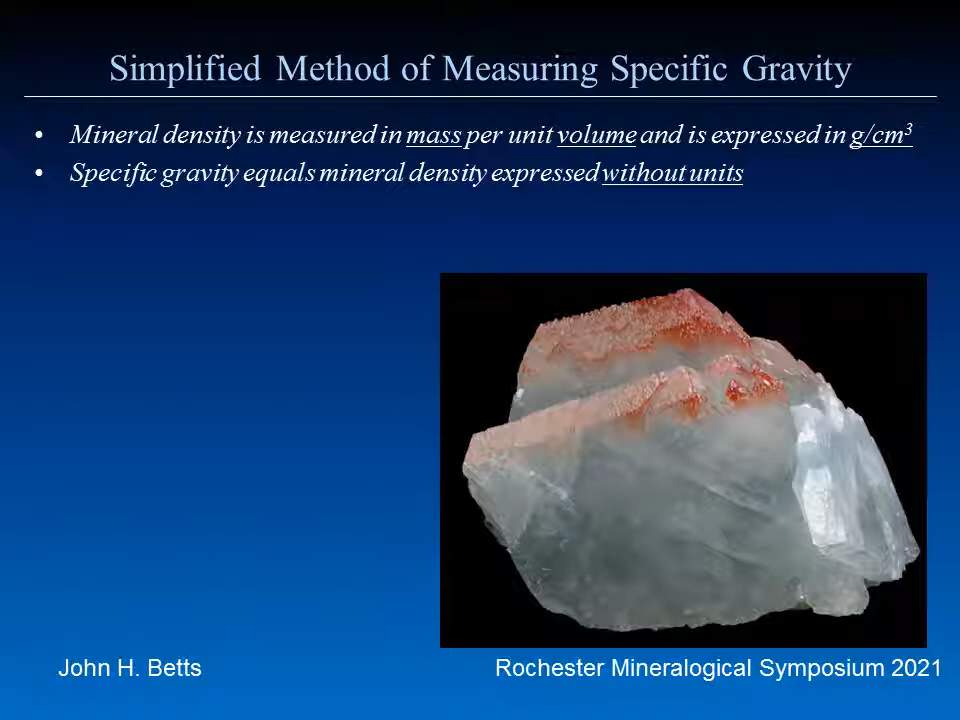 Simplified Method of Measuring Specific Gravity
• Mineral density is measured in mass per unit volume and is expressed in g/cm³
• Specific gravity equals mineral density expressed without units
John H. Betts
Rochester Mineralogical Symposium 2021